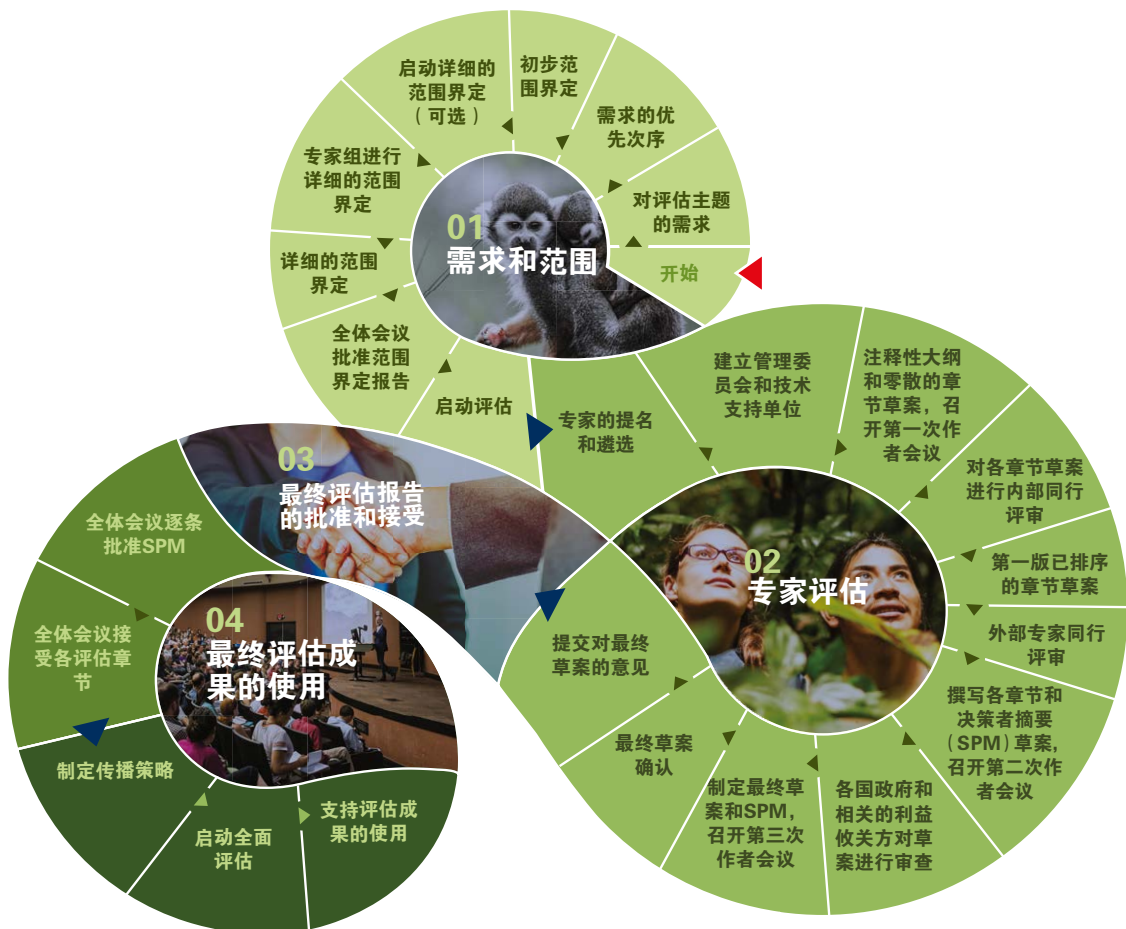 01
需求和范围
开始
对评估主题
的需求
需求的优
先次序
初步范
围界定
启动详细的
范围界定
（可选）
专家组进行
详细的范围
界定
详细的范围
界定
全体会议
批准范围
界定报告
启动评估
02
专家评估
专家的提名
和遴选
建立管理委
员会和技术
支持单位
注释性大纲
和零散的章
节草案，召
开第一次作
者会议
对各章节草案
进行内部同行
评审
第一版已排序
的章节草案
外部专家同行
评审
撰写各章节和
决策者摘要
（SPM）草案，
召开第二次作
者会议
各国政府和
相关的利益
攸关方对草
案进行审查
制定最终草
案和SPM，
召开第三次
作者会议
最终草案
确认
提交对最终
草案的意见
03
最终评估报告
的批准和接受
全体会议逐条
批准SPM
全体会议接
受各评估章
节
04
最终评估成
果的使用
制定传播策略
启动全面
评估
支持评估成
果的使用